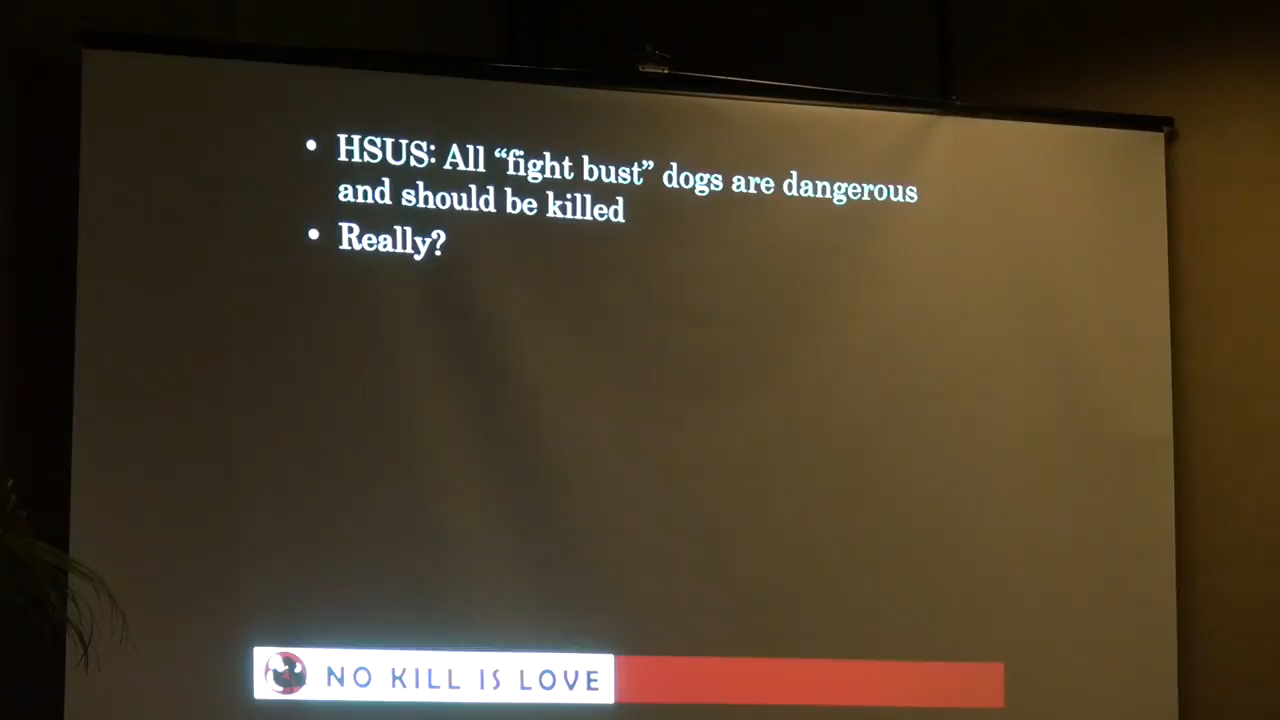 • HSUS: All “fight bust” dogs are dangerous
and should be killed
• Really?
NO KILL IS LOVE